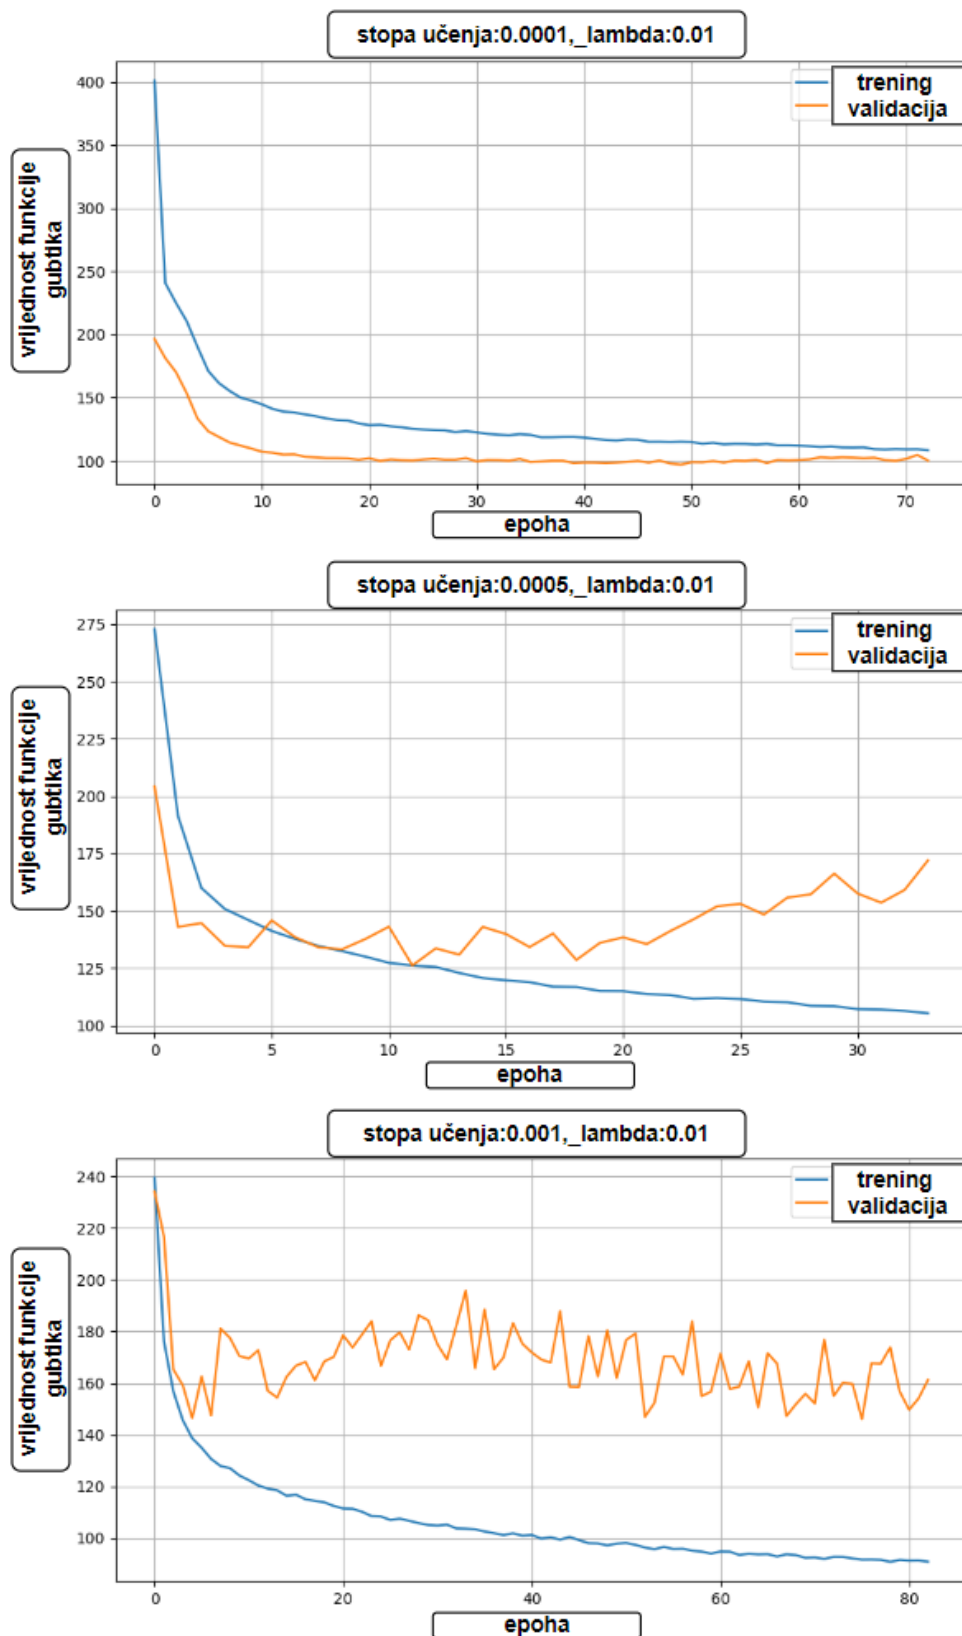 stopa učenja:0.0001,_lambda:0.01
trening
validacija
400
350
300
250
200
150
100
vrijednost funkcije
gubtika
0 10 20 30 40 50 60 70
epoha
stopa učenja:0.0005,_lambda:0.01
trening
validacija
275
250
225
200
175
150
125
100
vrijednost funkcije
gubtika
0 5 10 15 20 25 30
epoha
stopa učenja:0.001,_lambda:0.01
trening
validacija
240
220
200
180
160
140
120
100
vrijednost funkcije
gubtika
0 20 40 60 80
epoha